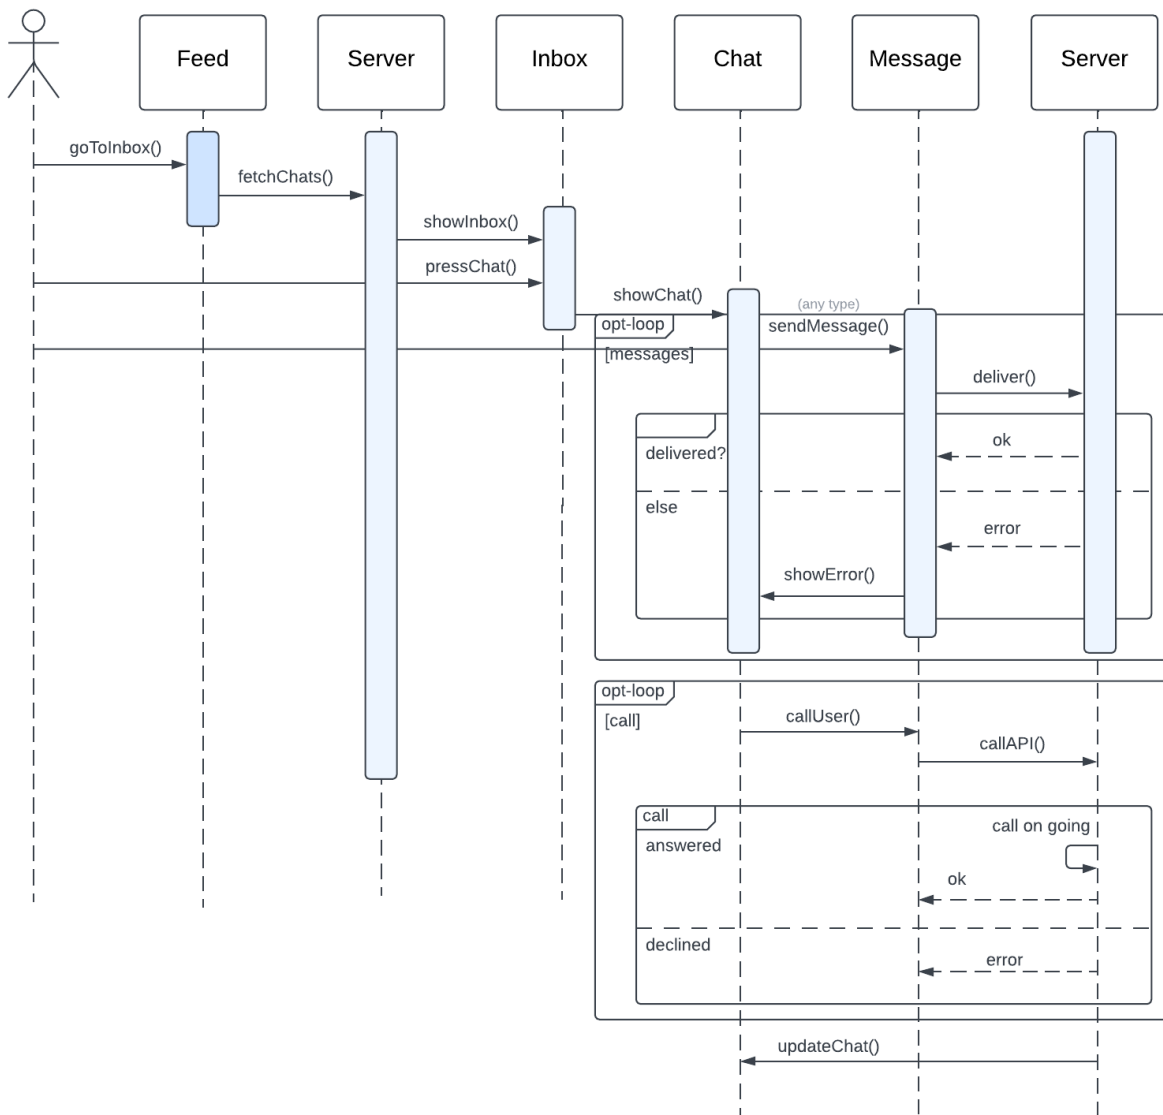 Feed
Server
Inbox
Chat
Message
Server
goToInbox()
fetchChats()
showInbox()
pressChat()
showChat()
(any type)
opt-loop
sendMessage()
[messages]
deliver()
ok
delivered?
else
error
showError()
opt-loop
[call]
callUser()
callAPI()
call
call on going
answered
ok
declined
error
updateChat()